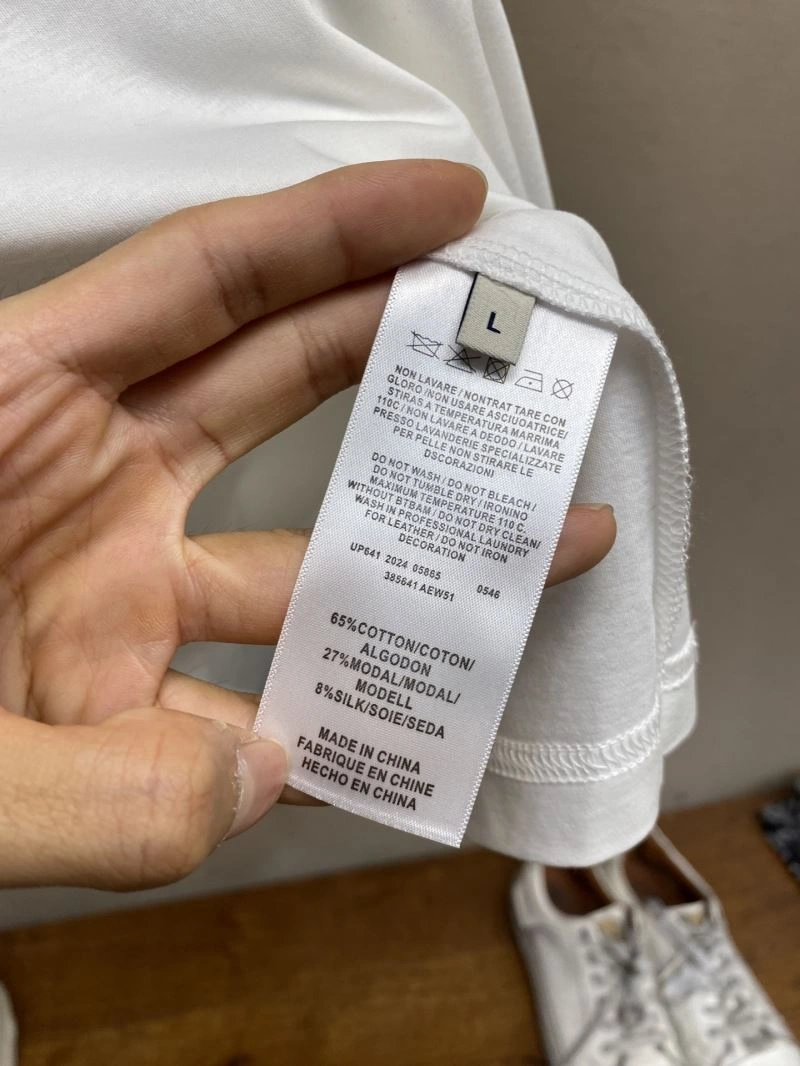 L
NON LAVARE / NONTRAT TARE CON
GLORO /NON USARE ASCIUOATRICE/
STIRAS A TEMPERATURA MARRIMA
110C / NON LAVARE A DEODO / LAVARE
PRESSO LAVANDERIE SPECIALIZZATE
PER PELLE NON STIRARE LE
DSCORAZIONI
DO NOT WASH / DO NOT BLEACH /
DO NOT TUMBLE DRY / IRONINO
MAXIMUM TEMPERATURE 110 C.
WITHOUT BTBAM / DO NOT DRY CLEAN/
WASH IN PROFESSIONAL LAUNDRY
FOR LEATHER / DO NOT IRON
DECORATION
UP641 2024 05865 0546
385641 AEW51
65%COTTON/COTON/
ALGODON
27%MODAL/MODAL/
MODELL
8%SILK/SOIE/SEDA
MADE IN CHINA
FABRIQUE EN CHINE
HECHO EN CHINA